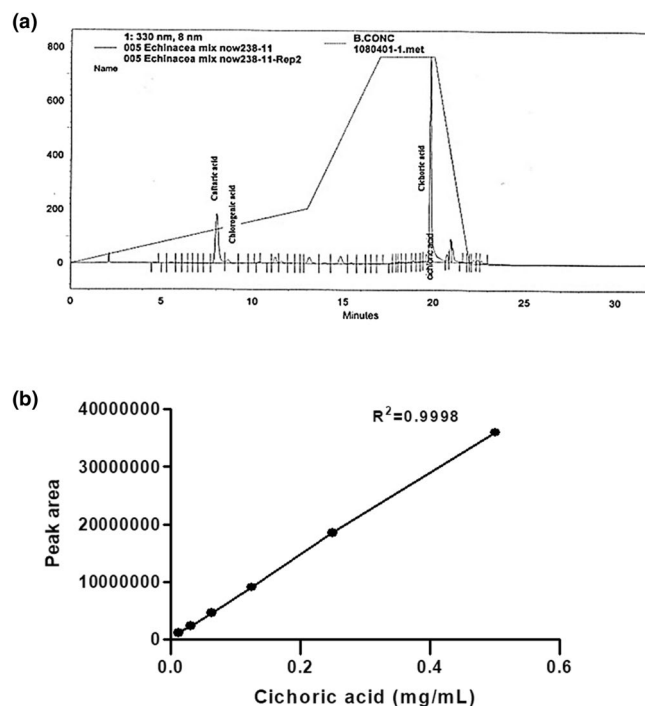 (a)
1: 330 nm, 8 nm
005 Echinacea mix now238-11
005 Echinacea mix now238-11-Rep2
Name
B.CONC
1080401-1.met
800
600
400
200
0
Caftaric acid
Chlorogenic acid
Cichoric acid
Cichoric acid
0 5 10 15 20 25 30
Minutes
(b)
R²=0.9998
40000000
30000000
20000000
10000000
0
Peak area
0.0 0.2 0.4 0.6
Cichoric acid (mg/mL)